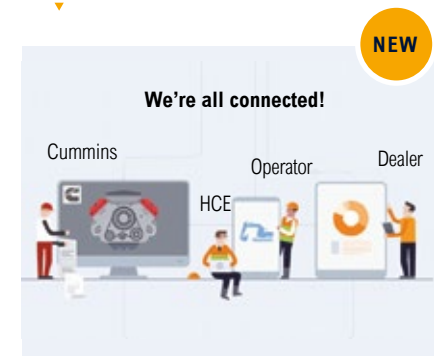 NEW
We're all connected!
Cummins
Operator
Dealer
HCE